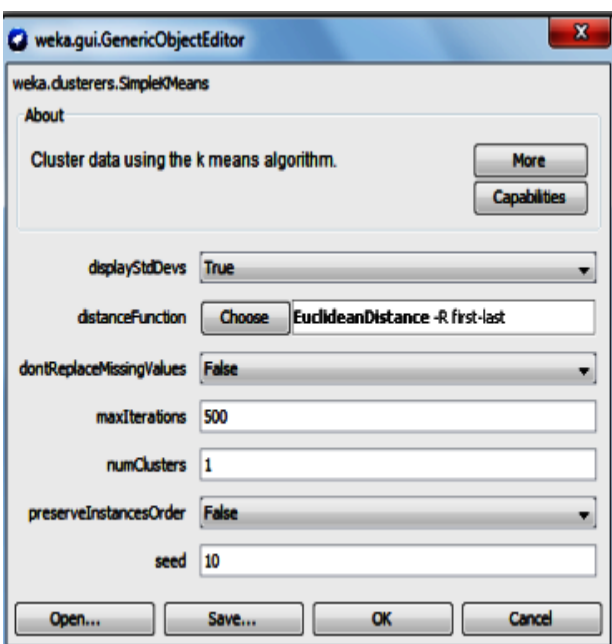 weka.gui.GenericObjectEditor
weka.clusterers.SimpleKMeans
About
Cluster data using the k means algorithm.
More
Capabilities
displayStdDevs True
distanceFunction Choose EuclideanDistance -R first-last
dontReplaceMissingValues False
maxIterations 500
numClusters 1
preserveInstancesOrder False
seed 10
Open... Save... OK Cancel